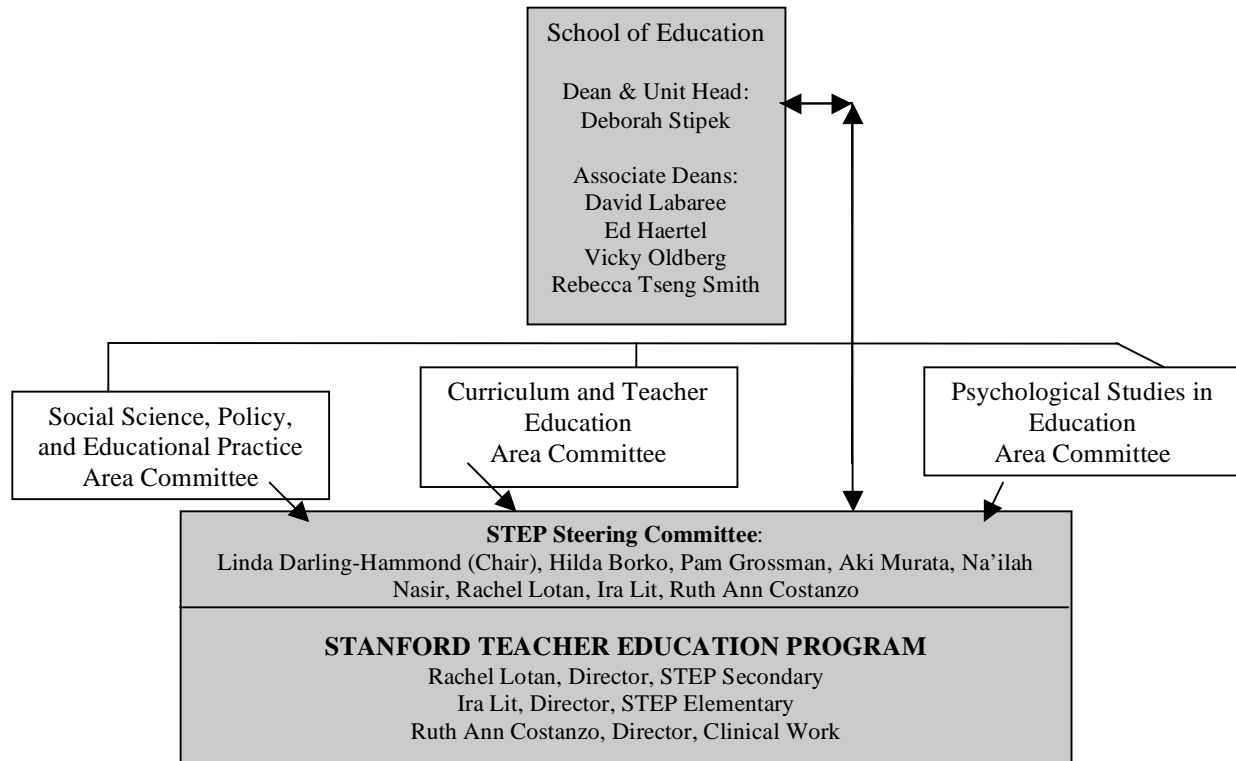 School of Education
Dean & Unit Head:
Deborah Stipek
Associate Deans:
David Labaree
Ed Haertel
Vicky Oldberg
Rebecca Tseng Smith
Social Science, Policy,
and Educational Practice
Area Committee
Curriculum and Teacher
Education
Area Committee
Psychological Studies in
Education
Area Committee
STEP Steering Committee:
Linda Darling-Hammond (Chair), Hilda Borko, Pam Grossman, Aki Murata, Na’ilah
Nasir, Rachel Lotan, Ira Lit, Ruth Ann Costanzo
STANFORD TEACHER EDUCATION PROGRAM
Rachel Lotan, Director, STEP Secondary
Ira Lit, Director, STEP Elementary
Ruth Ann Costanzo, Director, Clinical Work